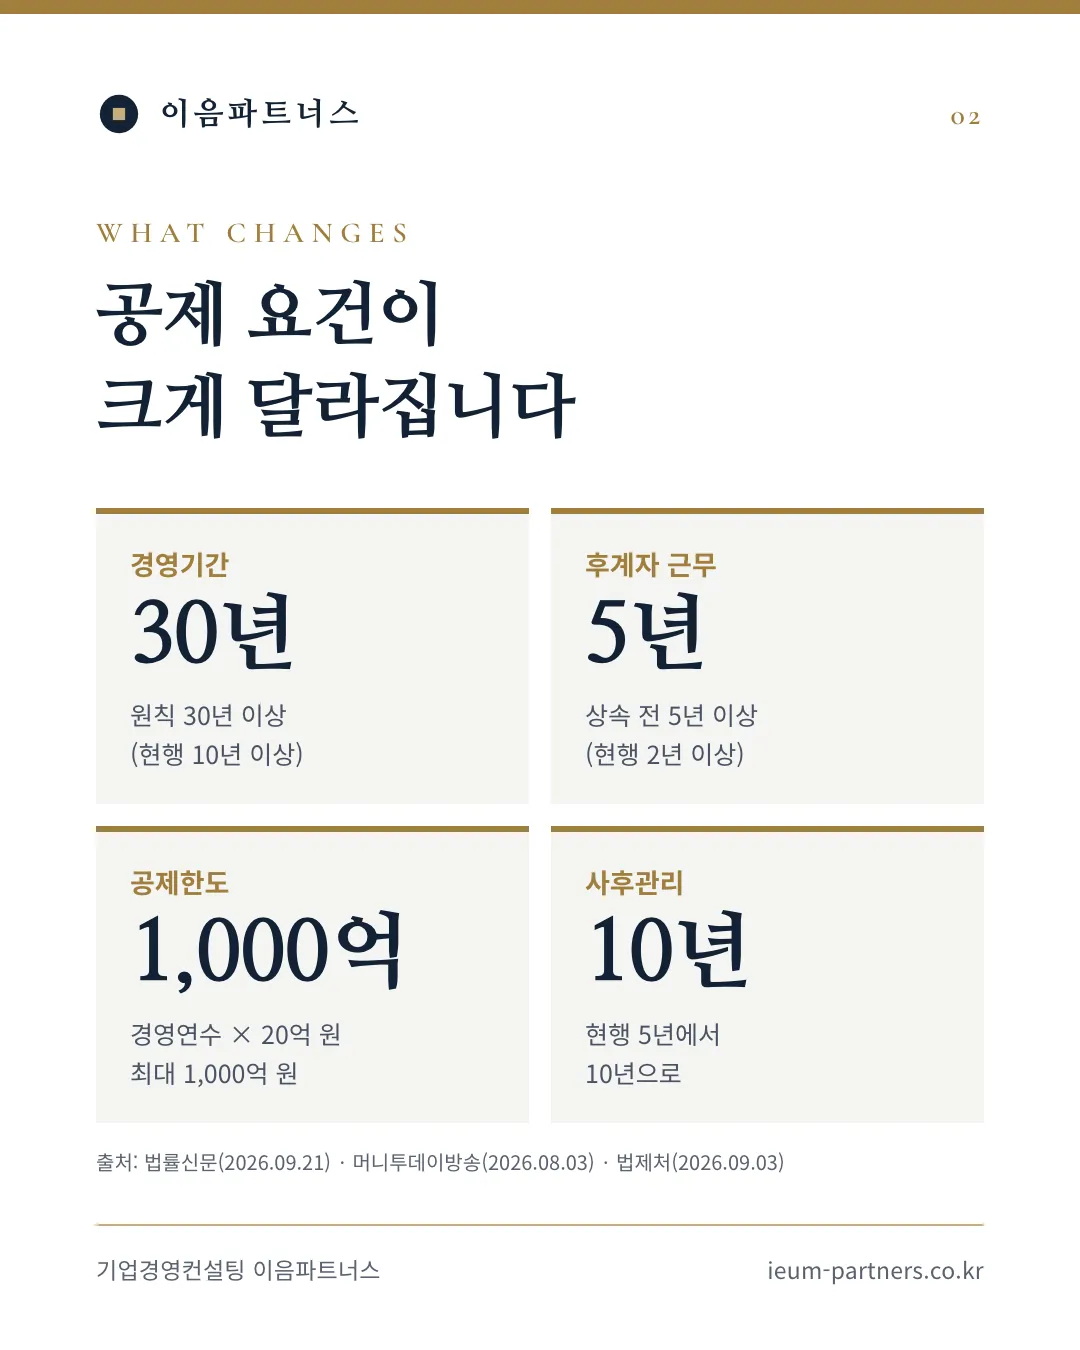 이음파트너스
02
WHAT CHANGES
공제 요건이
크게 달라집니다
경영기간
30년
원칙 30년 이상
(현행 10년 이상)
후계자 근무
5년
상속 전 5년 이상
(현행 2년 이상)
공제한도
1,000억
경영연수 × 20억 원
최대 1,000억 원
사후관리
10년
현행 5년에서
10년으로
출처: 법률신문(2026.09.21) · 머니투데이방송(2026.08.03) · 법제처(2026.09.03)
기업경영컨설팅 이음파트너스
ieum-partners.co.kr